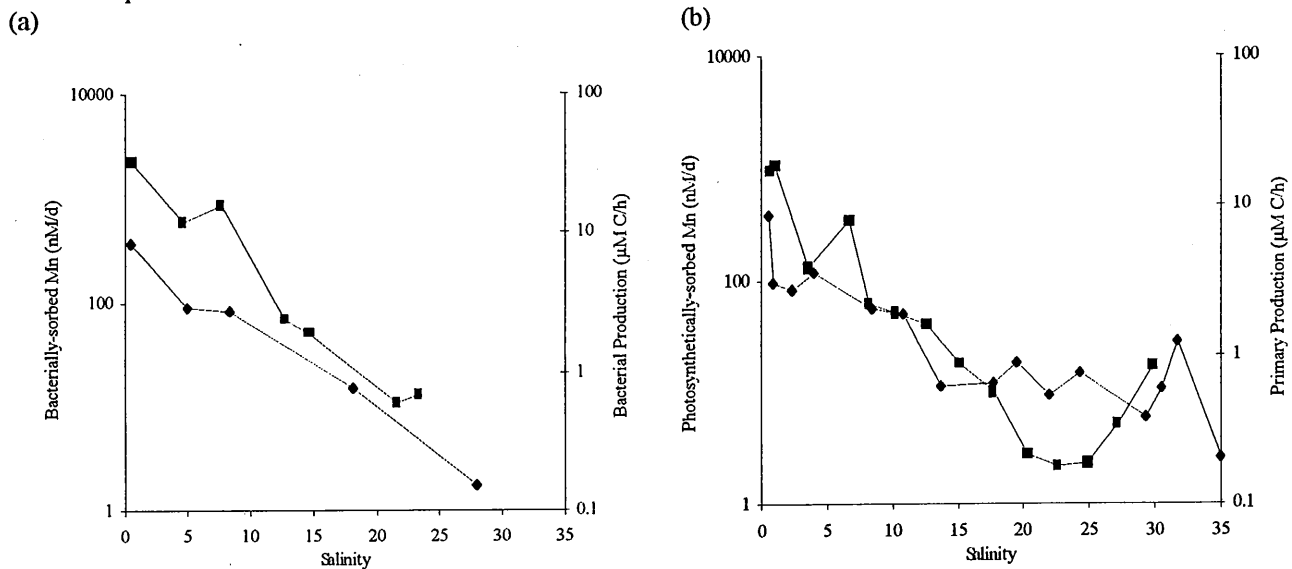 (a)
10000
100
1
Bacterially-sorbed Mn (nM/d)
100
10
1
0.1
Bacterial Production (µM C/h)
0 5 10 15 20 25 30 35
Salinity
(b)
10000
100
1
Photosynthetically-sorbed Mn (nM/d)
100
10
1
0.1
Primary Production (µM C/h)
0 5 10 15 20 25 30 35
Salinity